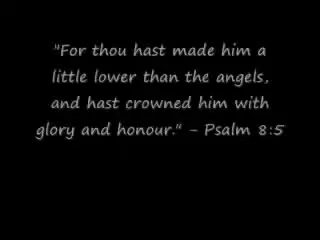 "For thou hast made him a
little lower than the angels,
and hast crowned him with
glory and honour." - Psalm 8:5